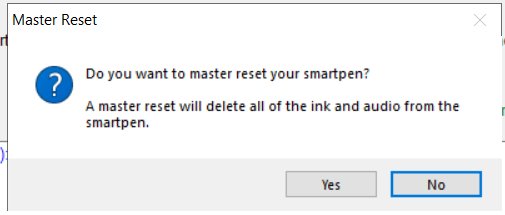 Master Reset
Do you want to master reset your smartpen?
A master reset will delete all of the ink and audio from the
smartpen.
Yes No